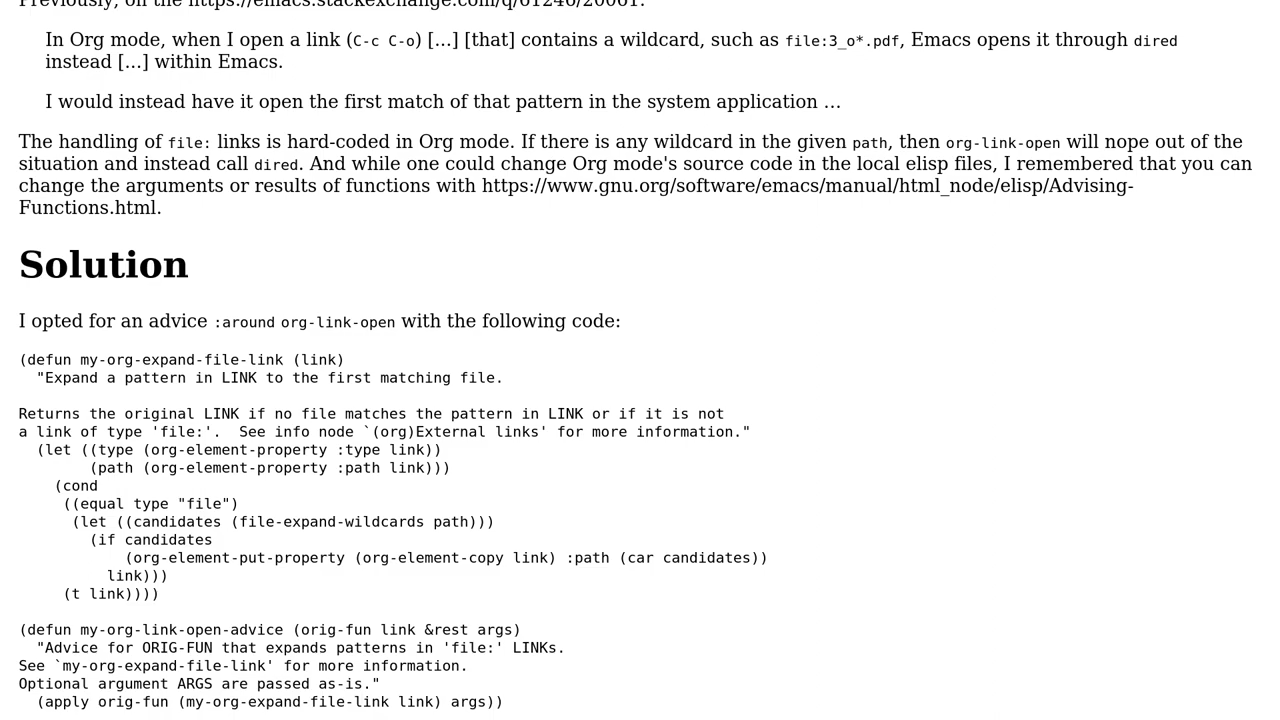 Previously, on the https://emacs.stackexchange.com/q/61246/20061:
In Org mode, when I open a link (C-c C-o) [...] [that] contains a wildcard, such as file:3_o*.pdf, Emacs opens it through dired
instead [...] within Emacs.
I would instead have it open the first match of that pattern in the system application …
The handling of file: links is hard-coded in Org mode. If there is any wildcard in the given path, then org-link-open will nope out of the
situation and instead call dired. And while one could change Org mode's source code in the local elisp files, I remembered that you can
change the arguments or results of functions with https://www.gnu.org/software/emacs/manual/html_node/elisp/Advising-
Functions.html.
Solution
I opted for an advice :around org-link-open with the following code:
(defun my-org-expand-file-link (link)
  "Expand a pattern in LINK to the first matching file.
Returns the original LINK if no file matches the pattern in LINK or if it is not
a link of type 'file:'.  See info node `(org)External links' for more information."
  (let ((type (org-element-property :type link))
        (path (org-element-property :path link)))
    (cond
     ((equal type "file")
      (let ((candidates (file-expand-wildcards path)))
        (if candidates
            (org-element-put-property (org-element-copy link) :path (car candidates))
          link)))
     (t link))))
(defun my-org-link-open-advice (orig-fun link &rest args)
  "Advice for ORIG-FUN that expands patterns in 'file:' LINKs.
See `my-org-expand-file-link' for more information.
Optional argument ARGS are passed as-is."
  (apply orig-fun (my-org-expand-file-link link) args))